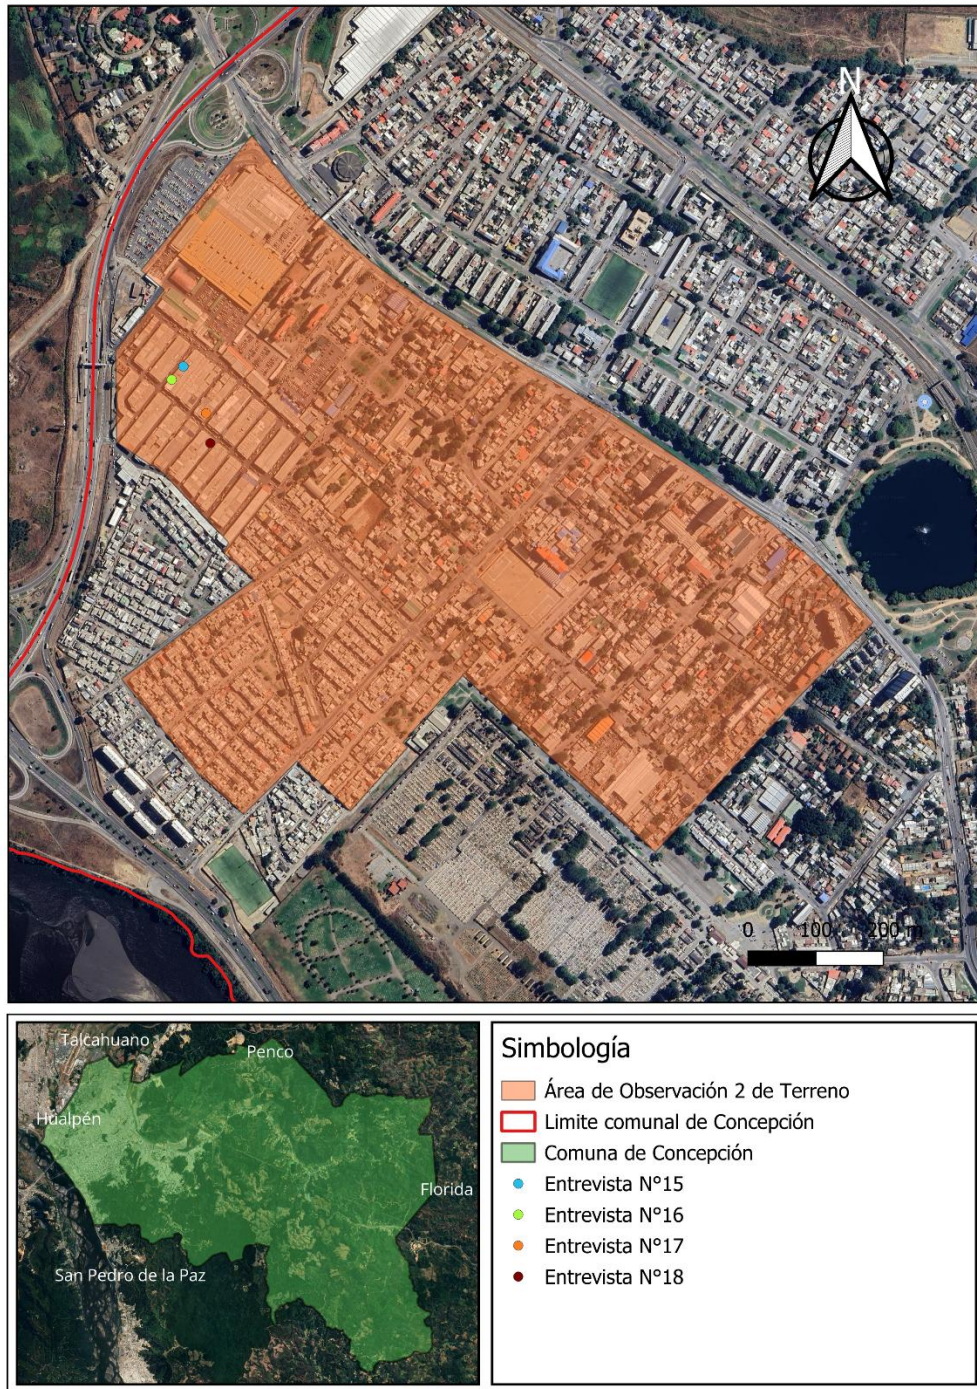 N
0 100 200 m
Talcahuano
Penco
Hualpén
Florida
San Pedro de la Paz
Simbología
Área de Observación 2 de Terreno
Limite comunal de Concepción
Comuna de Concepción
Entrevista N°15
Entrevista N°16
Entrevista N°17
Entrevista N°18